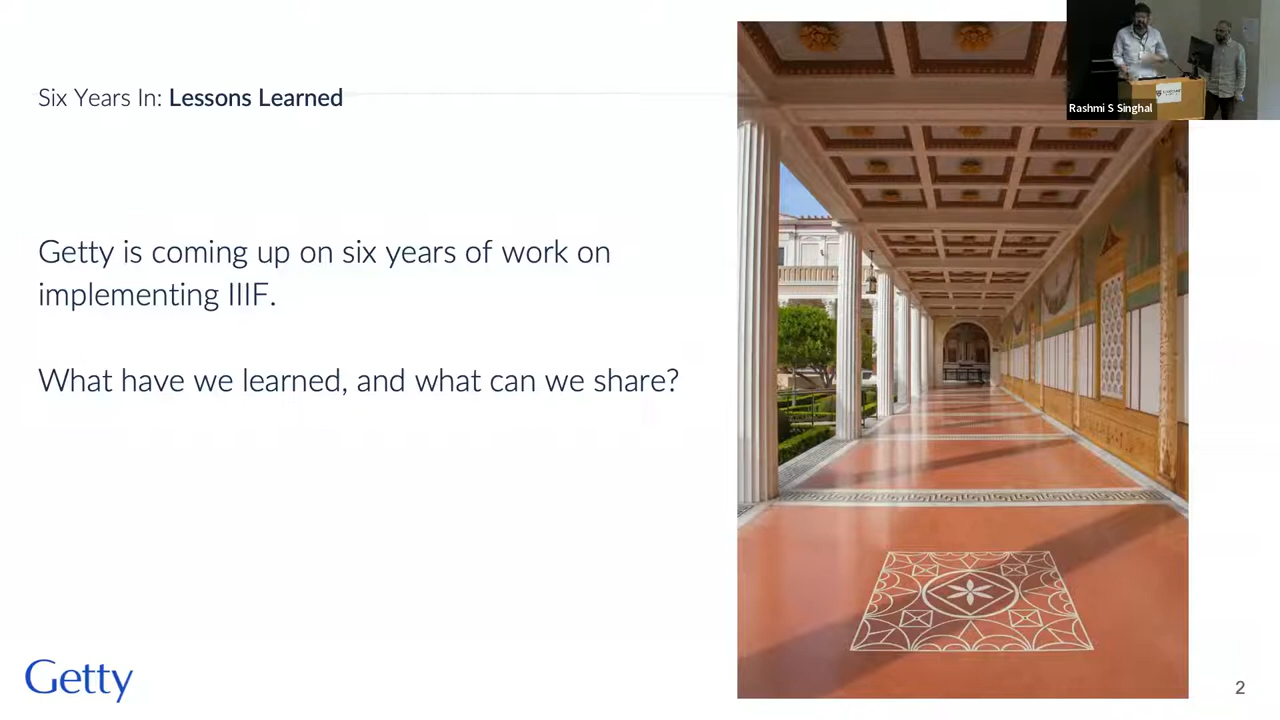 Six Years In: Lessons Learned
Rashmi S Singhal
Getty is coming up on six years of work on
implementing IIIF.
What have we learned, and what can we share?
Getty
2